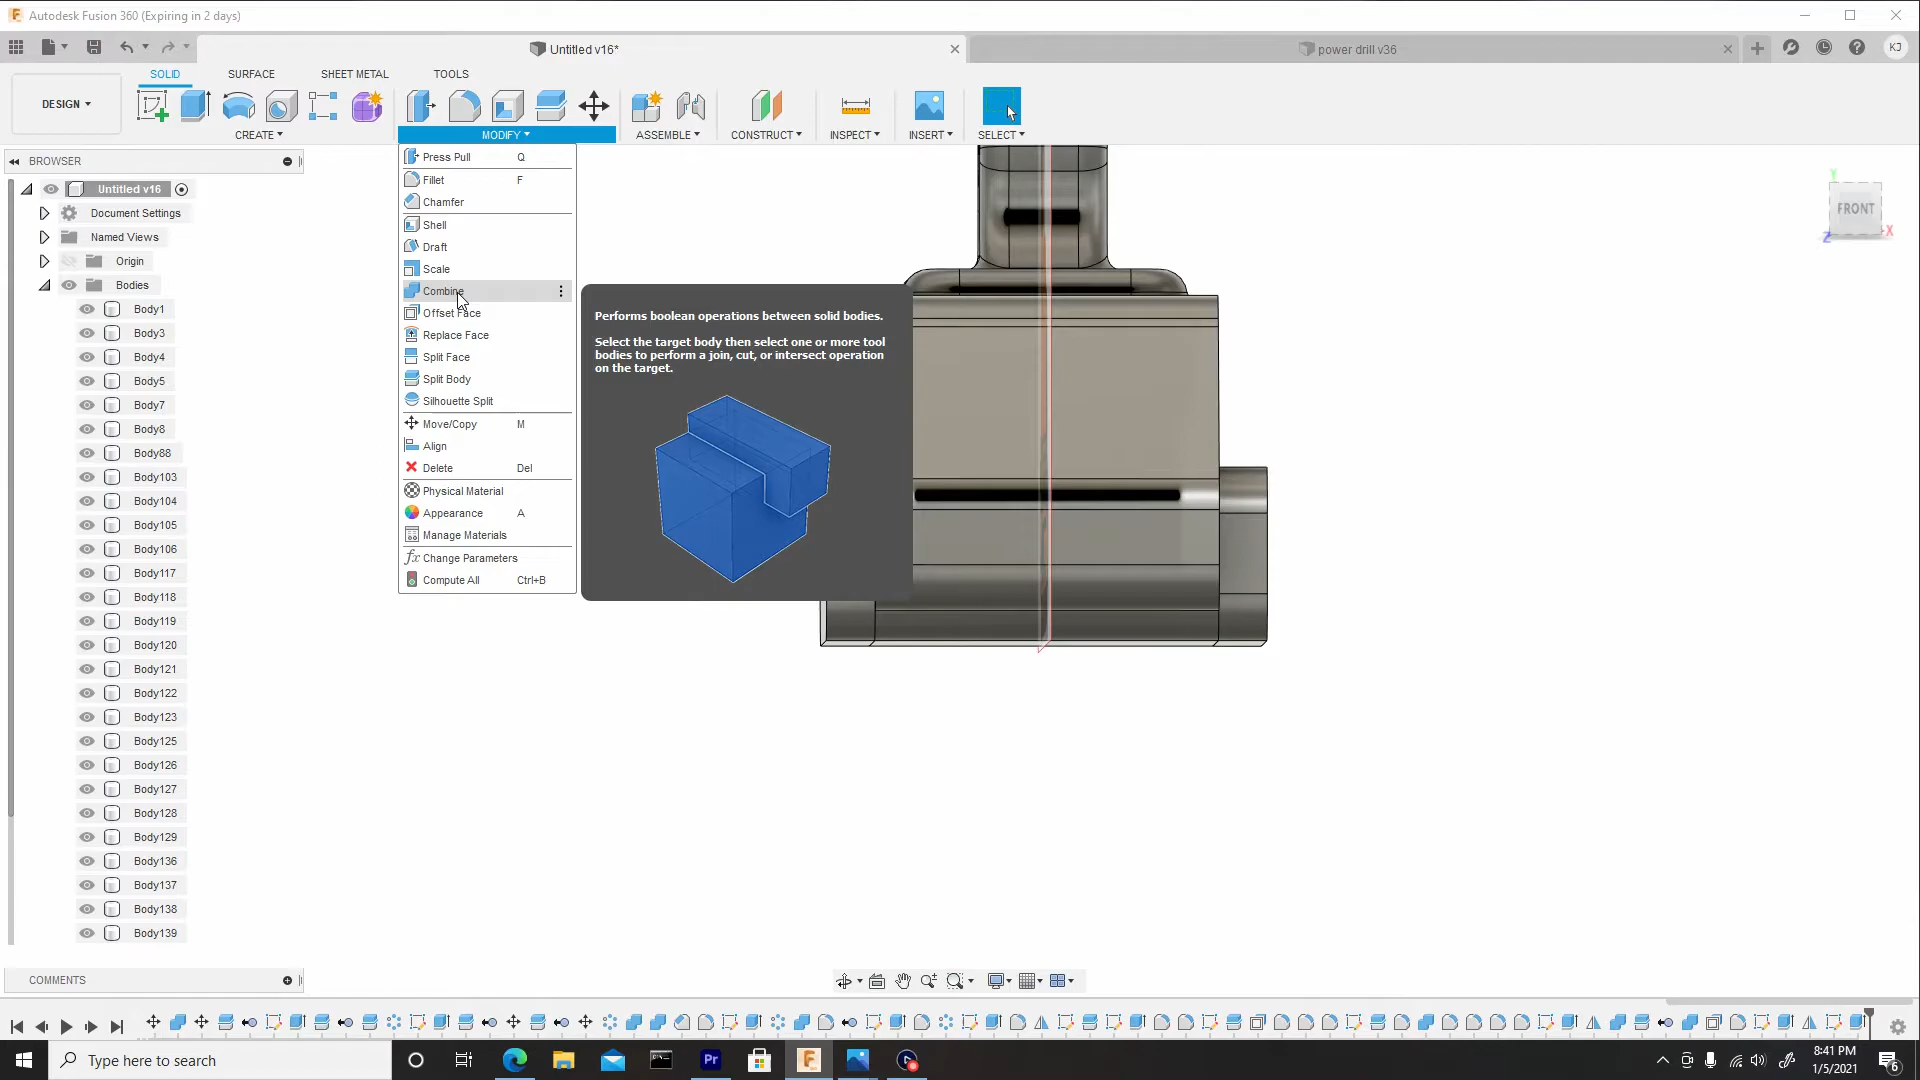 Autodesk Fusion 360 (Expiring in 2 days)
Untitled v16*
power drill v36
KJ
SOLID
SURFACE
SHEET METAL
TOOLS
DESIGN
CREATE
MODIFY
ASSEMBLE
CONSTRUCT
INSPECT
INSERT
SELECT
BROWSER
Untitled v16
Document Settings
Named Views
Origin
Bodies
Body1
Body3
Body4
Body5
Body7
Body8
Body88
Body103
Body104
Body105
Body106
Body117
Body118
Body119
Body120
Body121
Body122
Body123
Body125
Body126
Body127
Body128
Body129
Body136
Body137
Body138
Body139
Press Pull Q
Fillet F
Chamfer
Shell
Draft
Scale
Combine
Offset Face
Replace Face
Split Face
Split Body
Silhouette Split
Move/Copy M
Align
Delete Del
Physical Material
Appearance A
Manage Materials
Change Parameters
Compute All Ctrl+B
Performs boolean operations between solid bodies.
Select the target body then select one or more tool
bodies to perform a join, cut, or intersect operation
on the target.
Y
FRONT
X
Z
COMMENTS
Type here to search
Pr
8:41 PM
1/5/2021
6